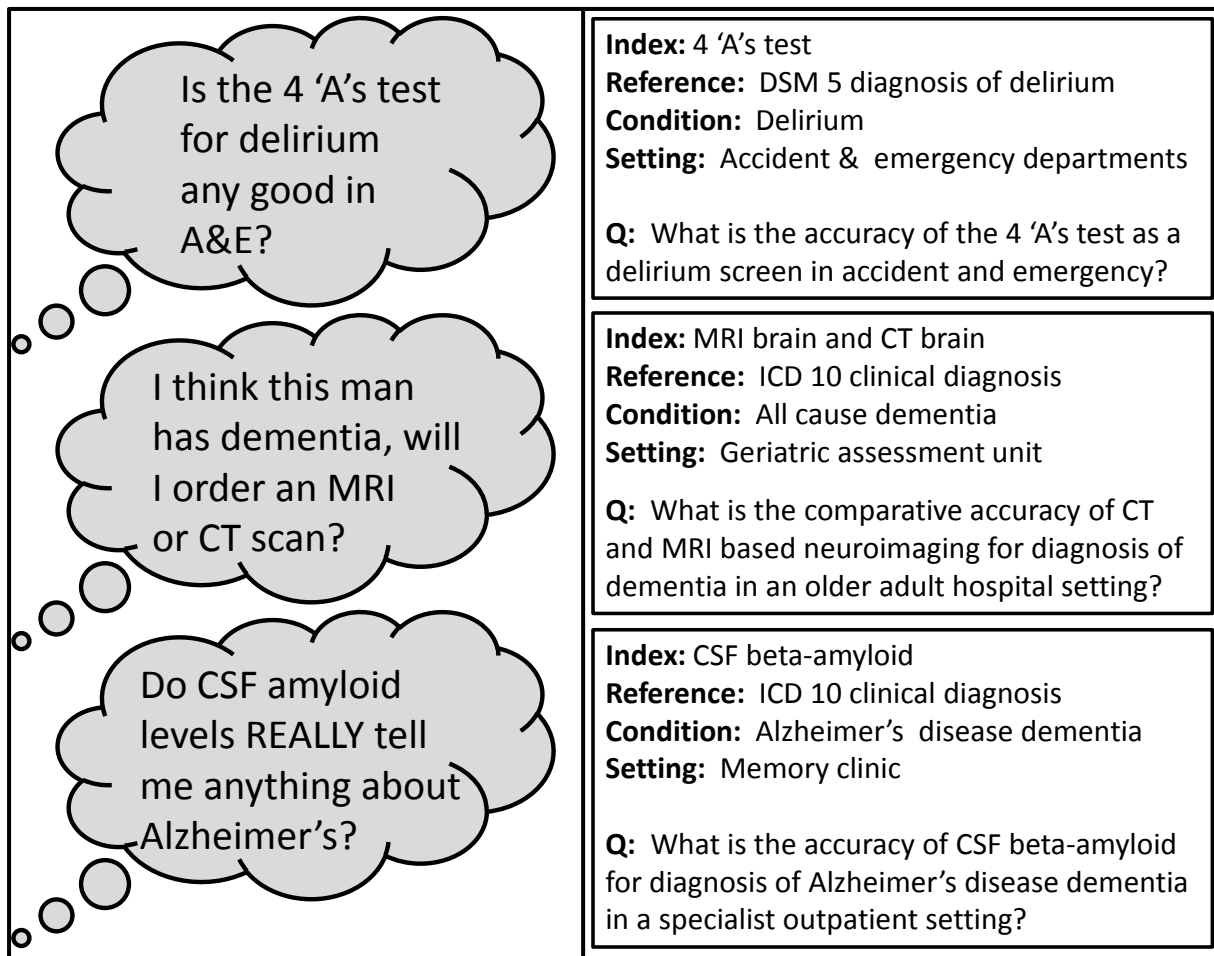 Is the 4 ‘A’s test
for delirium
any good in
A&E?
Index: 4 ‘A’s test
Reference:  DSM 5 diagnosis of delirium
Condition:  Delirium
Setting:  Accident &  emergency departments
Q:  What is the accuracy of the 4 ‘A’s test as a
delirium screen in accident and emergency?
I think this man
has dementia, will
I order an MRI
or CT scan?
Index: MRI brain and CT brain
Reference:  ICD 10 clinical diagnosis
Condition:  All cause dementia
Setting:  Geriatric assessment unit
Q:  What is the comparative accuracy of CT
and MRI based neuroimaging for diagnosis of
dementia in an older adult hospital setting?
Do CSF amyloid
levels REALLY tell
me anything about
Alzheimer’s?
Index: CSF beta-amyloid
Reference:  ICD 10 clinical diagnosis
Condition:  Alzheimer’s  disease dementia
Setting:  Memory clinic
Q:  What is the accuracy of CSF beta-amyloid
for diagnosis of Alzheimer’s disease dementia
in a specialist outpatient setting?